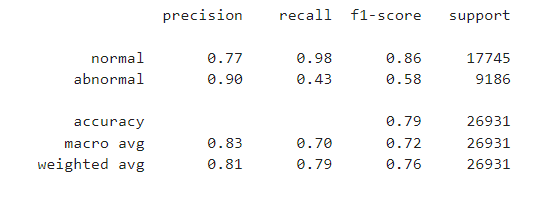 precision recall f1-score support
normal 0.77 0.98 0.86 17745
abnormal 0.90 0.43 0.58 9186
accuracy 0.79 26931
macro avg 0.83 0.70 0.72 26931
weighted avg 0.81 0.79 0.76 26931